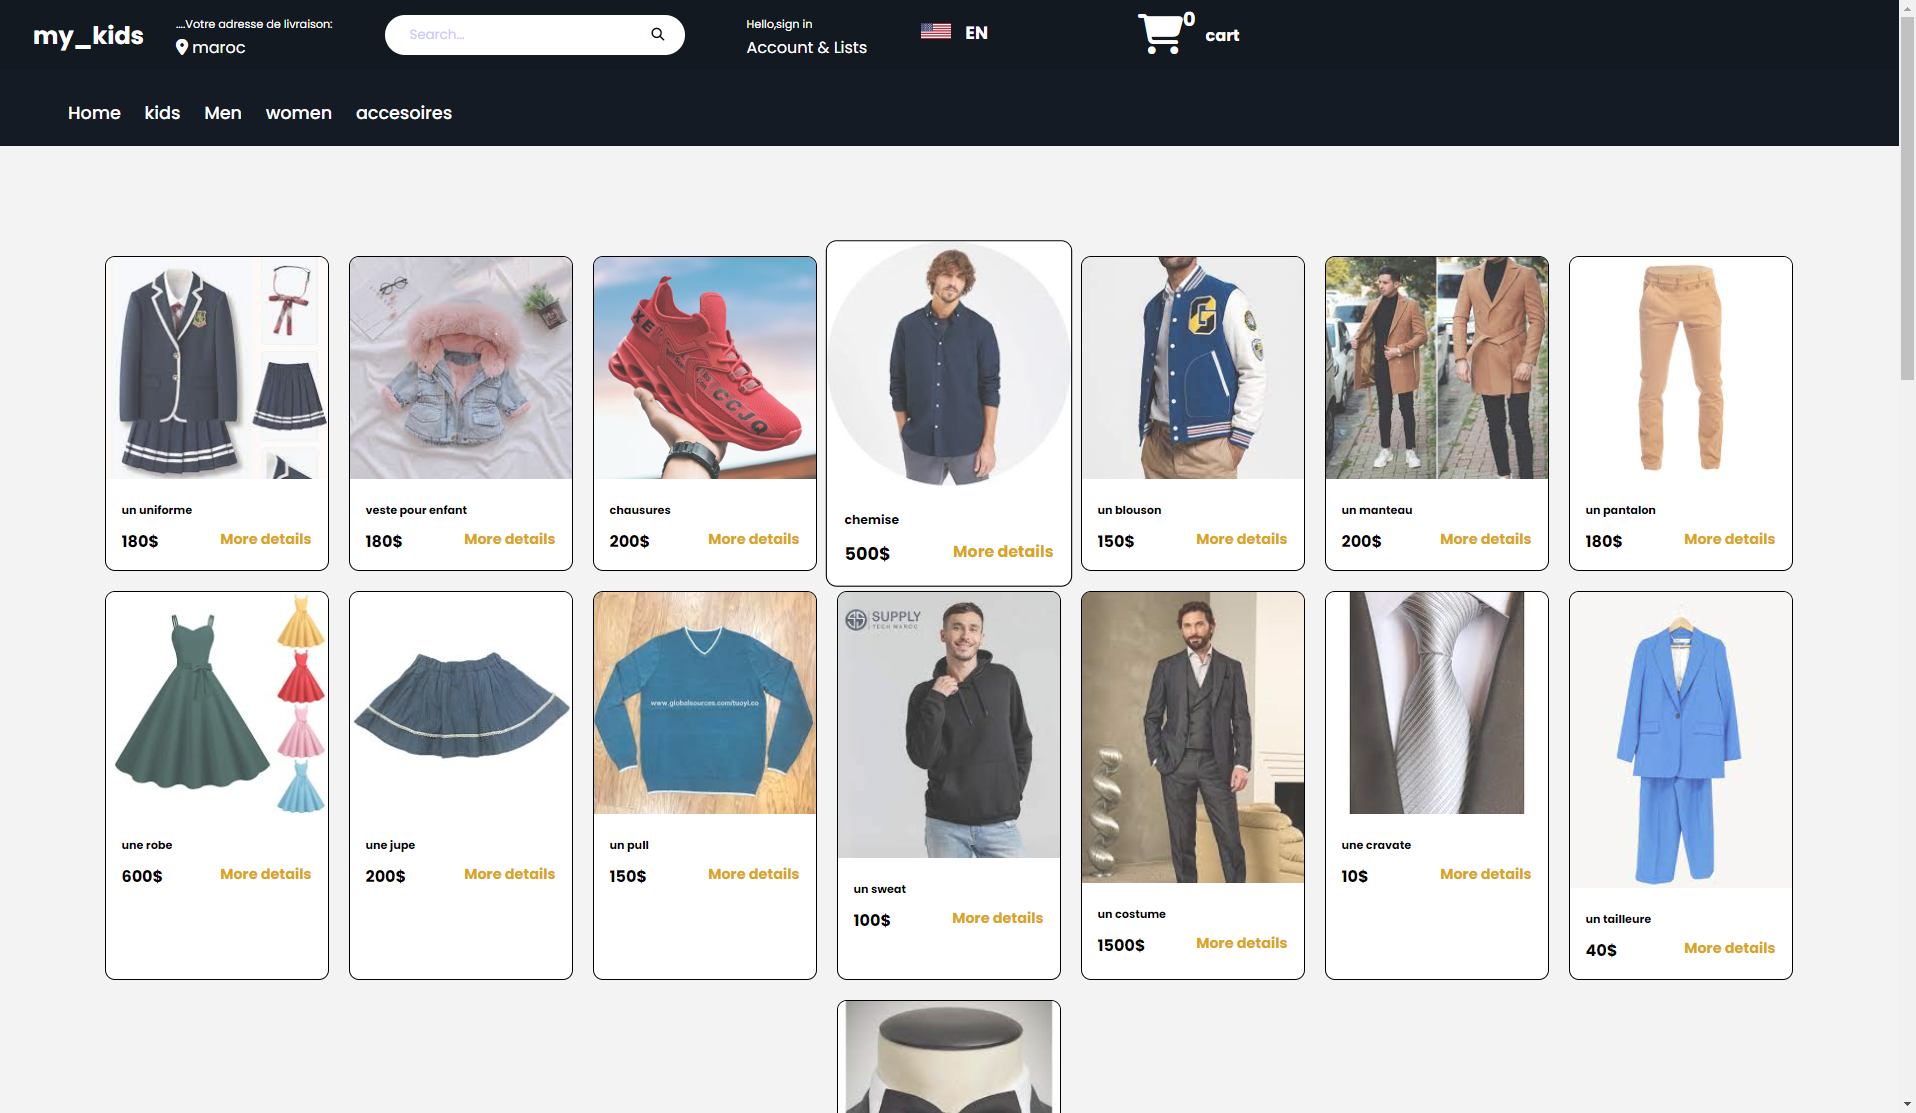 my_kids
....Votre adresse de livraison:
maroc
Search...
Hello,sign in
Account & Lists
EN
0
cart
Home kids Men women accesoires
XE
CCJQ
G
un uniforme
180$ More details
veste pour enfant
180$ More details
chausures
200$ More details
chemise
500$ More details
un blouson
150$ More details
un manteau
200$ More details
un pantalon
180$ More details
SUPPLY
TECH MAROC
www.globalsources.com/tuoyi.co
une robe
600$ More details
une jupe
200$ More details
un pull
150$ More details
un sweat
100$ More details
un costume
1500$ More details
une cravate
10$ More details
un tailleure
40$ More details